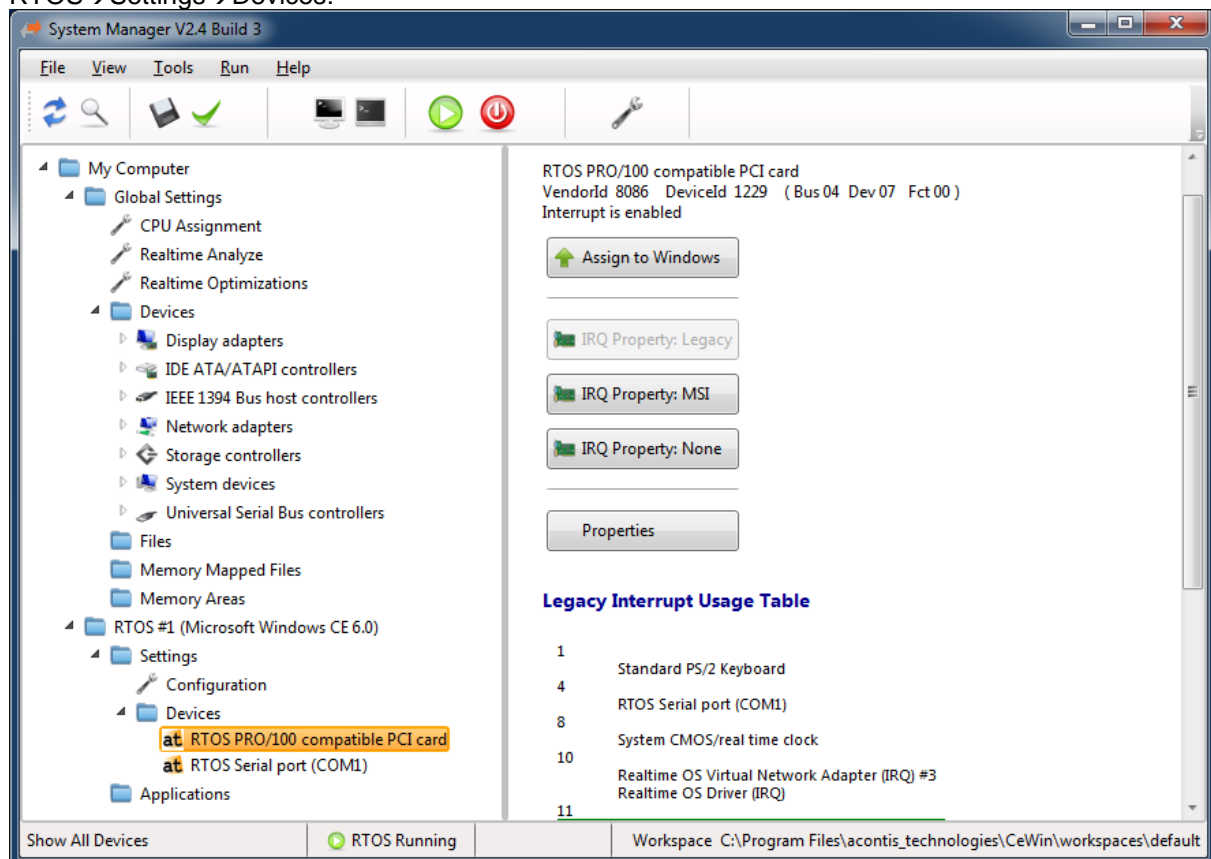 RTOS→Settings→Devices.
System Manager V2.4 Build 3
File View Tools Run Help
My Computer
Global Settings
CPU Assignment
Realtime Analyze
Realtime Optimizations
Devices
Display adapters
IDE ATA/ATAPI controllers
IEEE 1394 Bus host controllers
Network adapters
Storage controllers
System devices
Universal Serial Bus controllers
Files
Memory Mapped Files
Memory Areas
RTOS #1 (Microsoft Windows CE 6.0)
Settings
Configuration
Devices
at RTOS PRO/100 compatible PCI card
at RTOS Serial port (COM1)
Applications
RTOS PRO/100 compatible PCI card
VendorId 8086 DeviceId 1229 ( Bus 04 Dev 07 Fct 00 )
Interrupt is enabled
Assign to Windows
IRQ Property: Legacy
IRQ Property: MSI
IRQ Property: None
Properties
Legacy Interrupt Usage Table
1
Standard PS/2 Keyboard
4
RTOS Serial port (COM1)
8
System CMOS/real time clock
10
Realtime OS Virtual Network Adapter (IRQ) #3
Realtime OS Driver (IRQ)
11
Show All Devices
RTOS Running
Workspace C:\Program Files\acontis_technologies\CeWin\workspaces\default